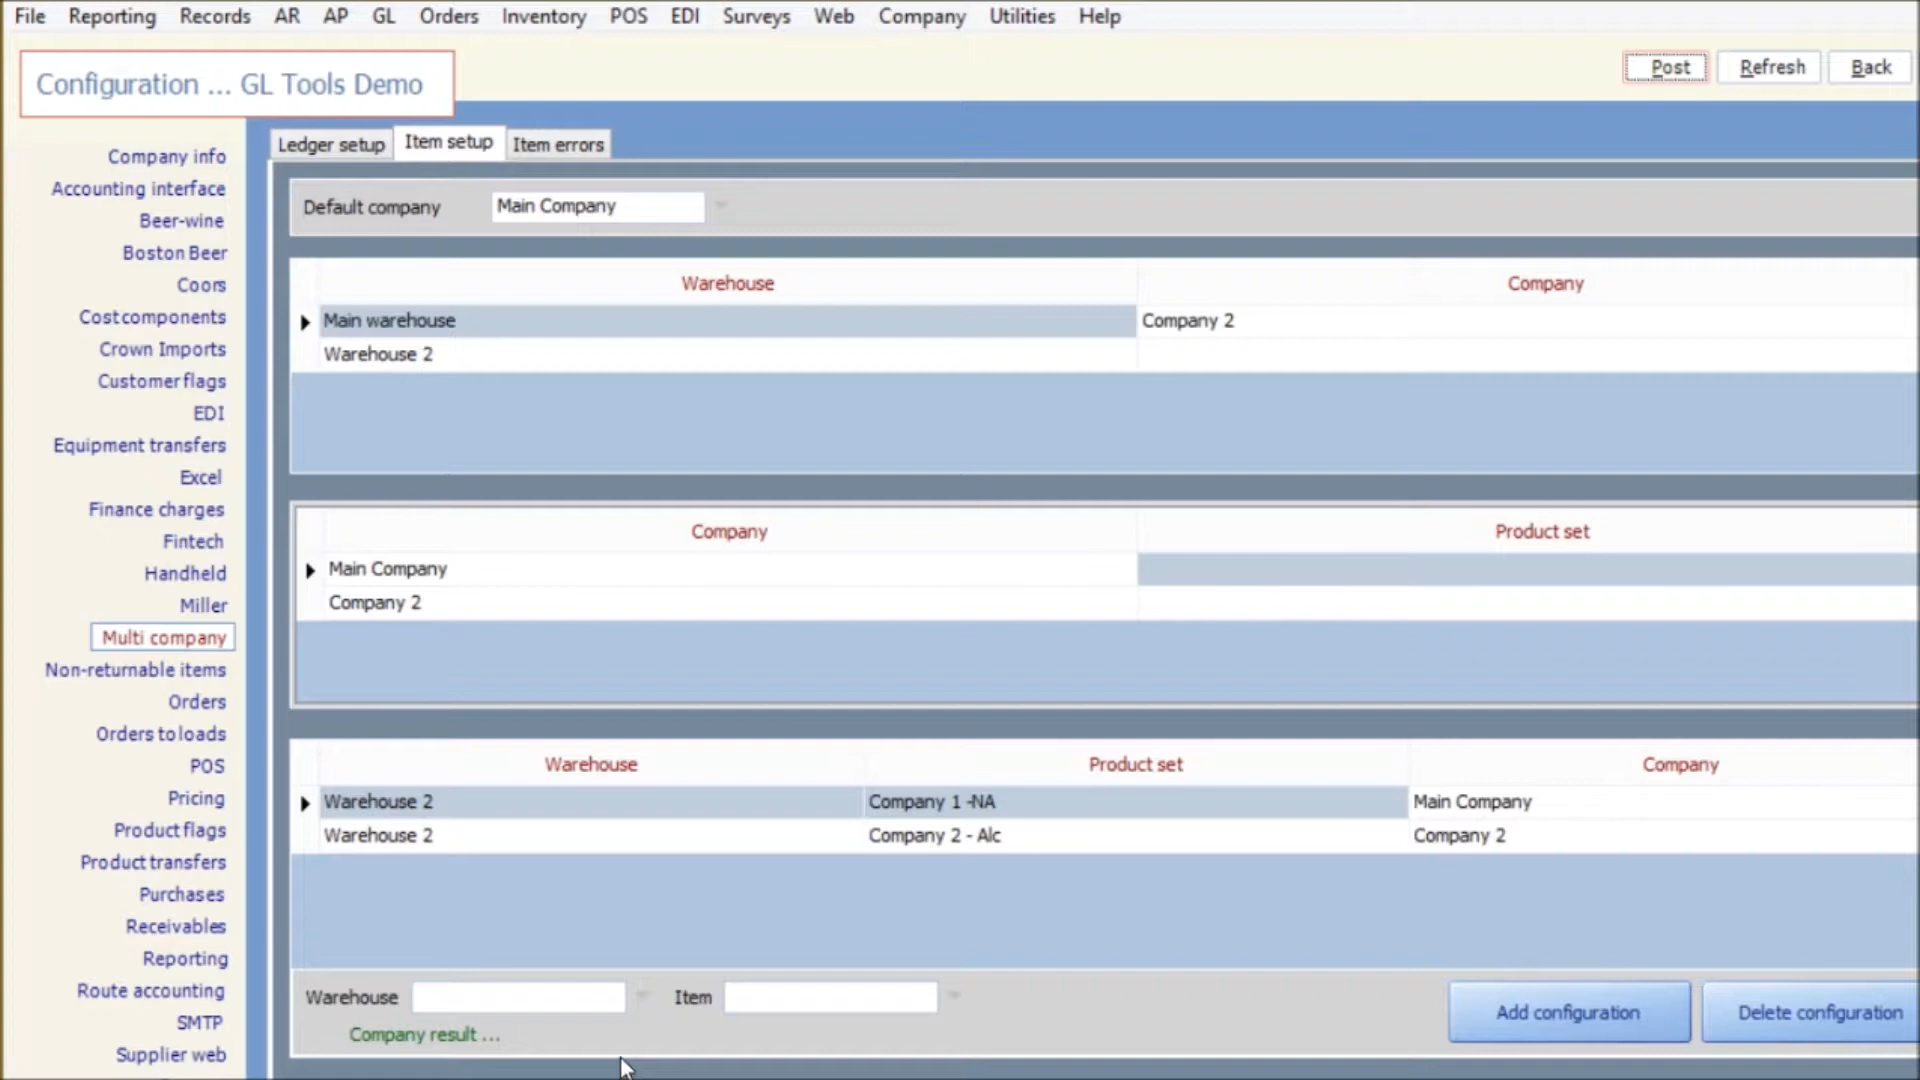 File Reporting Records AR AP GL Orders Inventory POS EDI Surveys Web Company Utilities Help
Configuration ... GL Tools Demo
Post Refresh Back
Company info
Accounting interface
Beer-wine
Boston Beer
Coors
Cost components
Crown Imports
Customer flags
EDI
Equipment transfers
Excel
Finance charges
Fintech
Handheld
Miller
Multi company
Non-returnable items
Orders
Orders to loads
POS
Pricing
Product flags
Product transfers
Purchases
Receivables
Reporting
Route accounting
SMTP
Supplier web
Ledger setup Item setup Item errors
Default company Main Company
Warehouse Company
Main warehouse Company 2
Warehouse 2
Company Product set
Main Company
Company 2
Warehouse Product set Company
Warehouse 2 Company 1 -NA Main Company
Warehouse 2 Company 2 - Alc Company 2
Warehouse Item
Company result ...
Add configuration Delete configuration